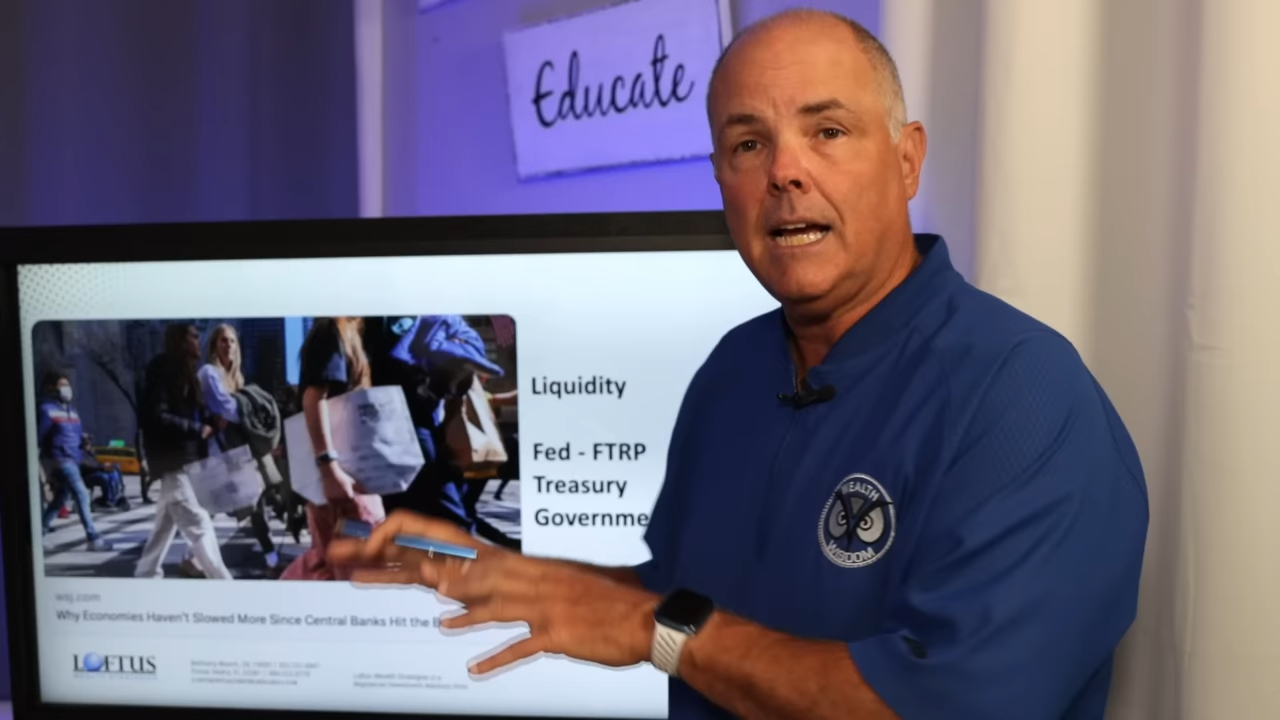 Educate
Liquidity
Fed - FTRP
Treasury
Governme
WEALTH
WISDOM
wsj.com
Why Economies Haven't Slowed More Since Central Banks Hit the B
LOFTUS